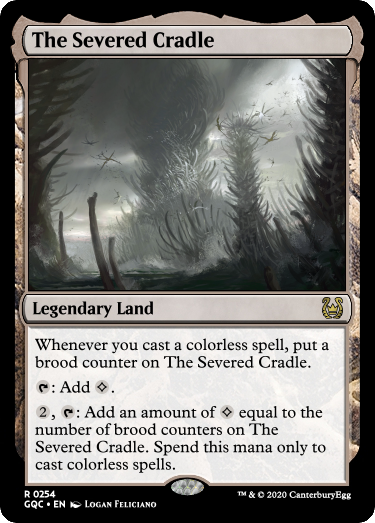 The Severed Cradle
Legendary Land
Whenever you cast a colorless spell, put a
brood counter on The Severed Cradle.
: Add .
2 , : Add an amount of equal to the
number of brood counters on The
Severed Cradle. Spend this mana only to
cast colorless spells.
R 0254
GQC • EN LOGAN FELICIANO
™ & © 2020 CanterburyEgg